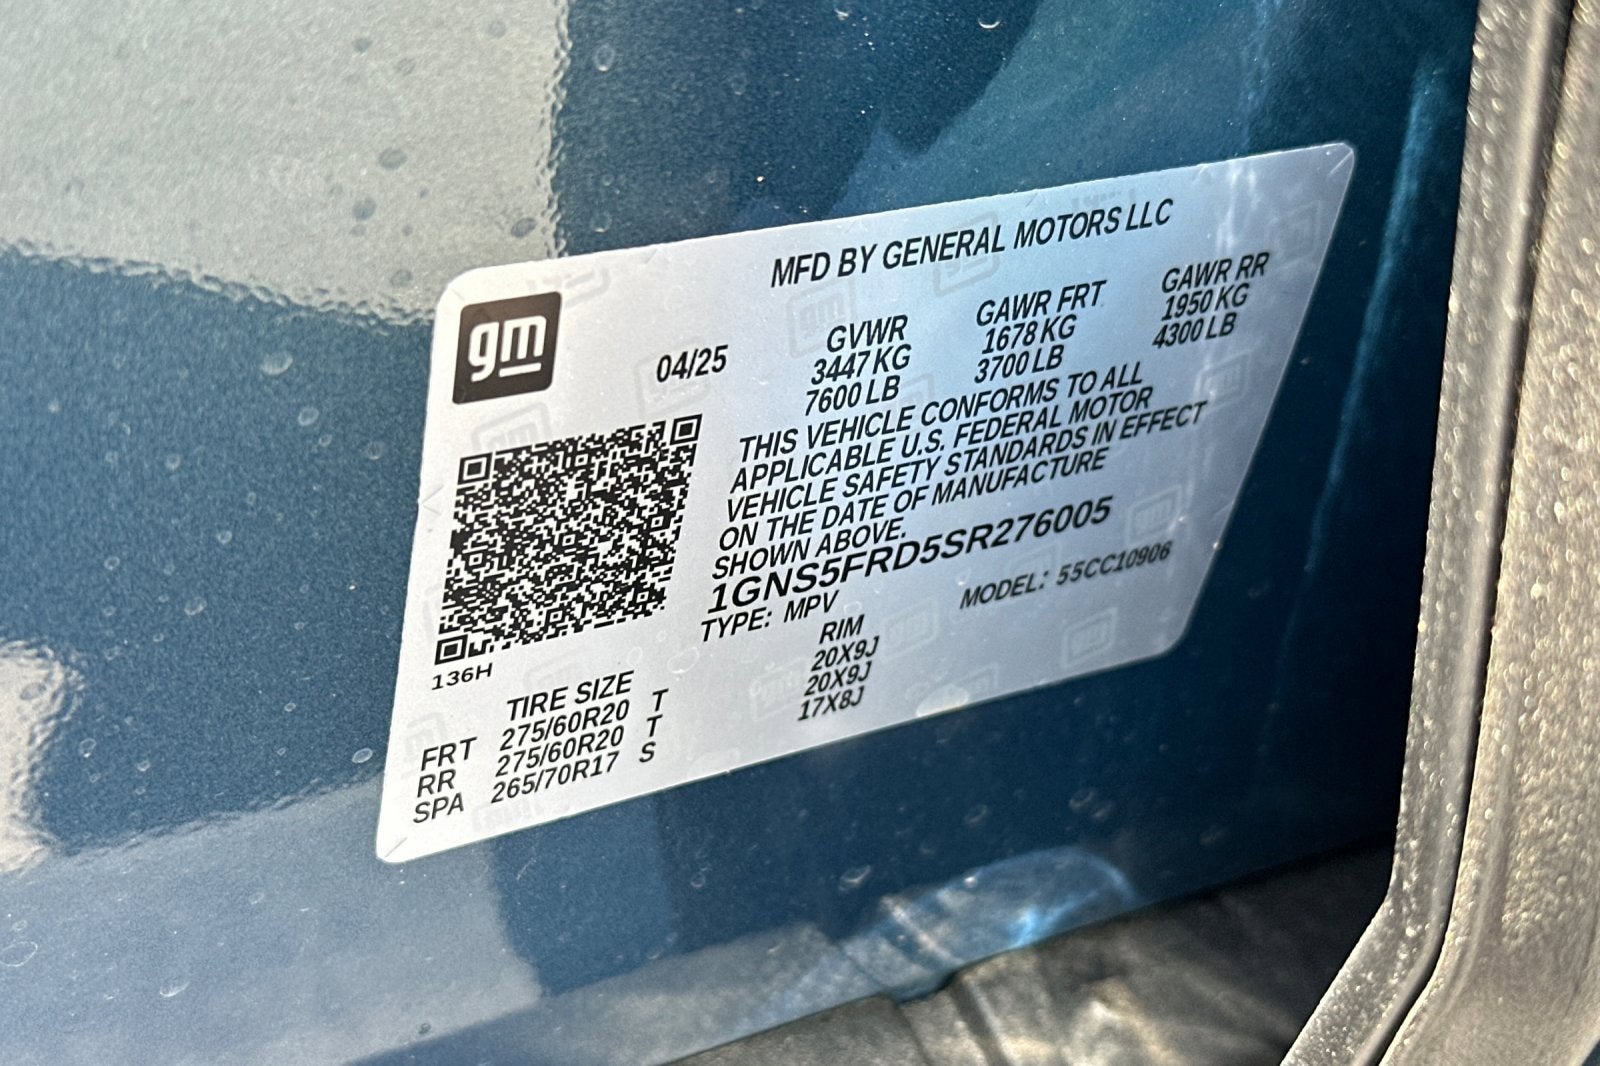 gm
MFD BY GENERAL MOTORS LLC
04/25
GVWR GAWR FRT GAWR RR
3447 KG 1678 KG 1950 KG
7600 LB 3700 LB 4300 LB
THIS VEHICLE CONFORMS TO ALL
APPLICABLE U.S. FEDERAL MOTOR
VEHICLE SAFETY STANDARDS IN EFFECT
ON THE DATE OF MANUFACTURE
SHOWN ABOVE.
1GNS5FRD5SR276005
TYPE: MPV MODEL: 55CC10906
136H
TIRE SIZE RIM
FRT 275/60R20 T 20X9J
RR 275/60R20 T 20X9J
SPA 265/70R17 S 17X8J